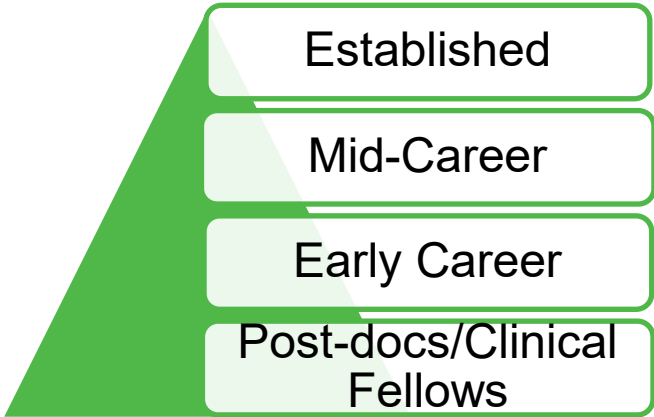 Established
Mid-Career
Early Career
Post-docs/Clinical
Fellows